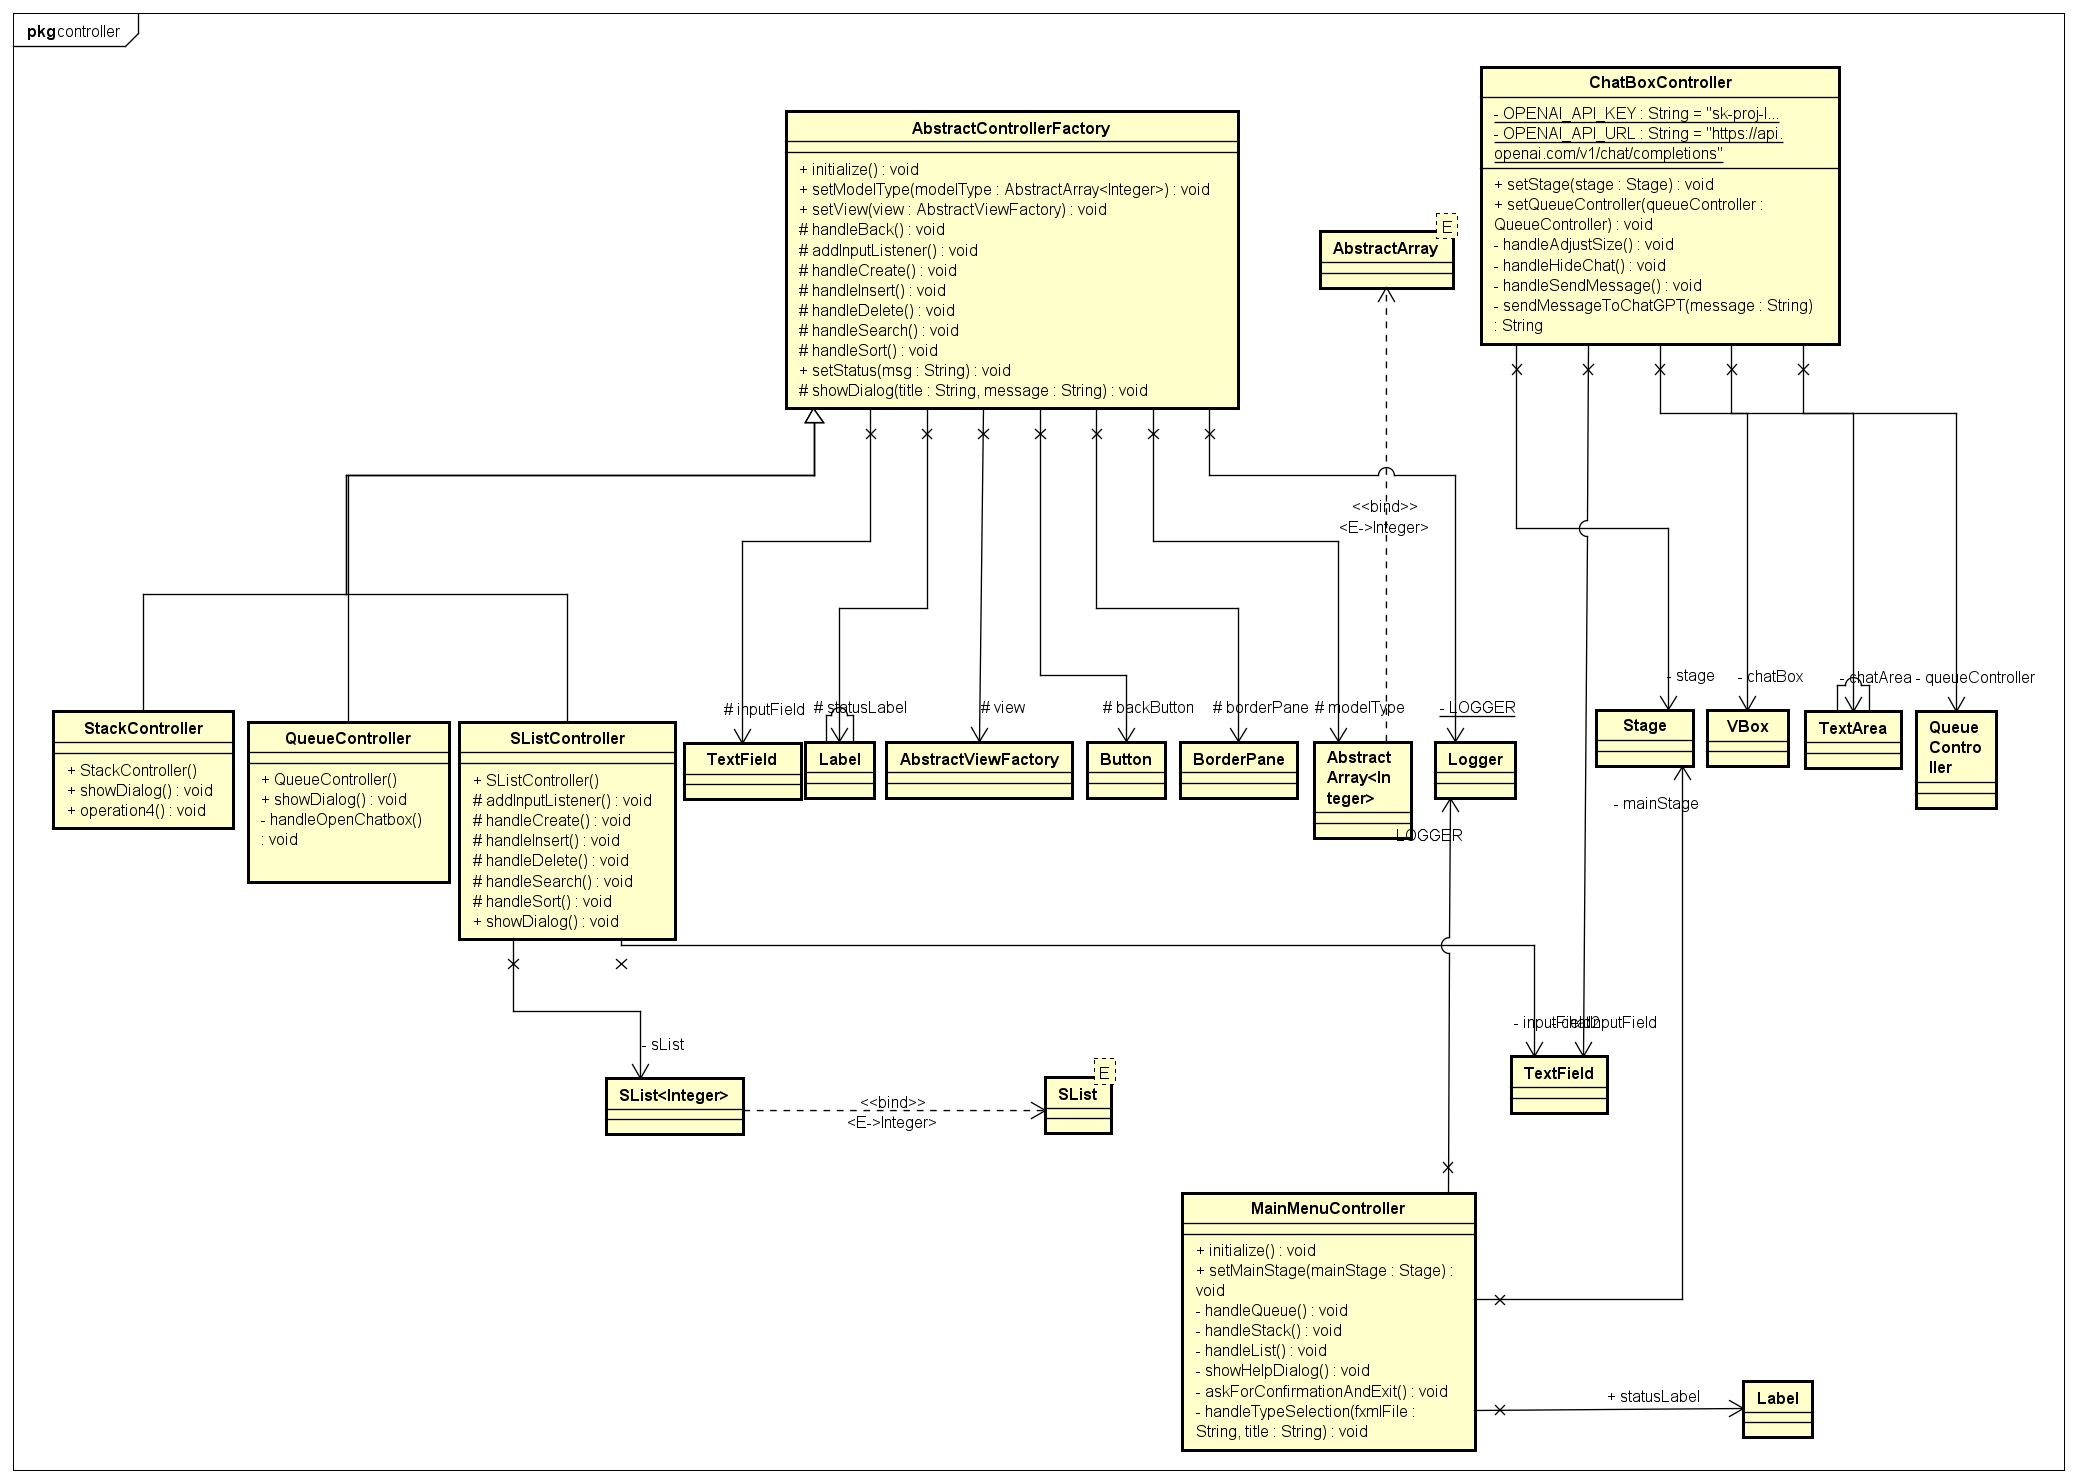 pkg controller
ChatBoxController
- OPENAI_API_KEY : String = "sk-proj-I...
- OPENAI_API_URL : String = "https://api.
openai.com/v1/chat/completions"
+ setStage(stage : Stage) : void
+ setQueueController(queueController :
QueueController) : void
- handleAdjustSize() : void
- handleHideChat() : void
- handleSendMessage() : void
- sendMessageToChatGPT(message : String)
: String
AbstractControllerFactory
+ initialize() : void
+ setModelType(modelType : AbstractArray<Integer>) : void
+ setView(view : AbstractViewFactory) : void
# handleBack() : void
# addInputListener() : void
# handleCreate() : void
# handleInsert() : void
# handleDelete() : void
# handleSearch() : void
# handleSort() : void
+ setStatus(msg : String) : void
# showDialog(title : String, message : String) : void
E
AbstractArray
<<bind>>
<E->Integer>
- stage
- chatBox
- chatArea
- queueController
# inputField
# statusLabel
# view
# backButton
# borderPane
# modelType
- LOGGER
StackController
+ StackController()
+ showDialog() : void
+ operation4() : void
QueueController
+ QueueController()
+ showDialog() : void
- handleOpenChatbox()
: void
SListController
+ SListController()
# addInputListener() : void
# handleCreate() : void
# handleInsert() : void
# handleDelete() : void
# handleSearch() : void
# handleSort() : void
+ showDialog() : void
TextField
Label
AbstractViewFactory
Button
BorderPane
Abstract
Array<In
teger>
Logger
Stage
VBox
TextArea
Queue
Contro
ller
- mainStage
LOGGER
- inputField2
- chatInputField
TextField
- sList
SList<Integer>
<<bind>>
<E->Integer>
E
SList
MainMenuController
+ initialize() : void
+ setMainStage(mainStage : Stage) :
void
- handleQueue() : void
- handleStack() : void
- handleList() : void
- showHelpDialog() : void
- askForConfirmationAndExit() : void
- handleTypeSelection(fxmlFile :
String, title : String) : void
+ statusLabel
Label